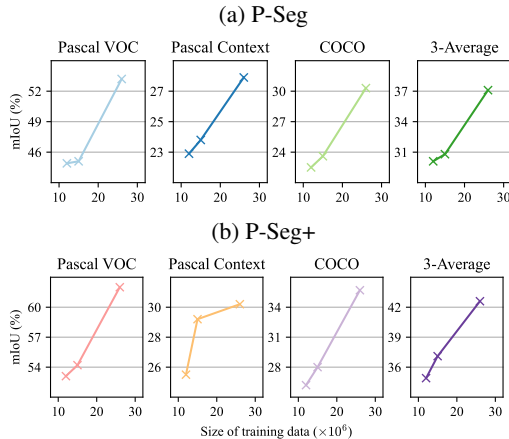 (a) P-Seg
Pascal VOC Pascal Context COCO 3-Average
mIoU (%)
52 49 46
27 25 23
30 27 24
37 34 31
10 20 30 10 20 30 10 20 30 10 20 30
(b) P-Seg+
Pascal VOC Pascal Context COCO 3-Average
mIoU (%)
60 57 54
30 28 26
34 31 28
42 39 36
10 20 30 10 20 30 10 20 30 10 20 30
Size of training data (×10⁶)